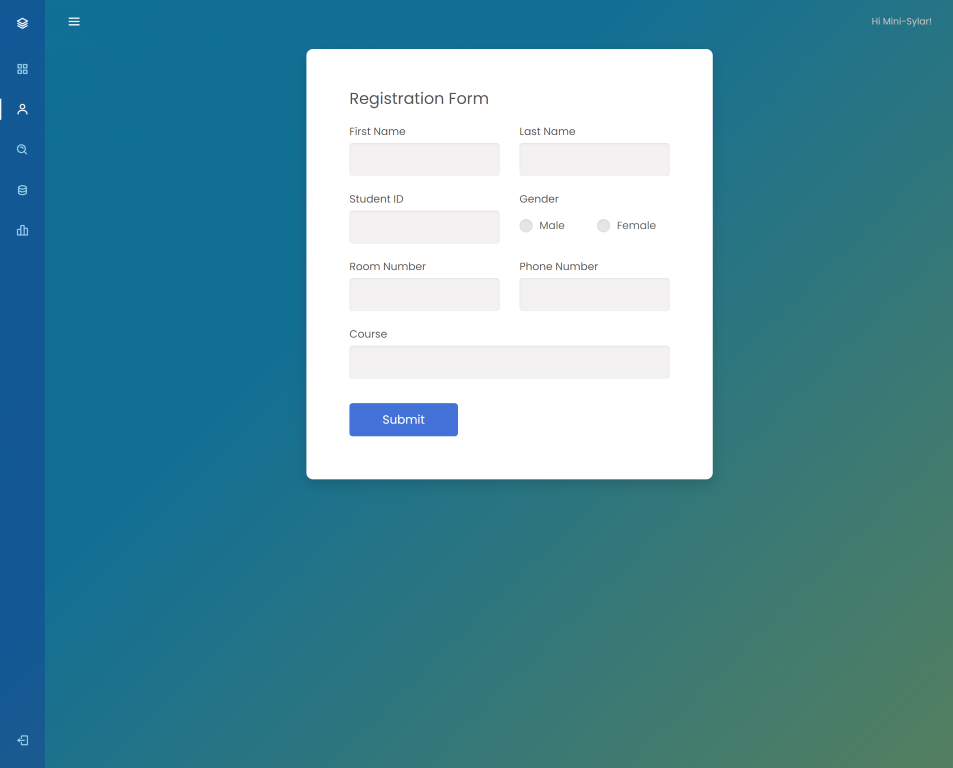 Hi Mini-Sylar!
Registration Form
First Name Last Name
Student ID Gender
Male Female
Room Number Phone Number
Course
Submit